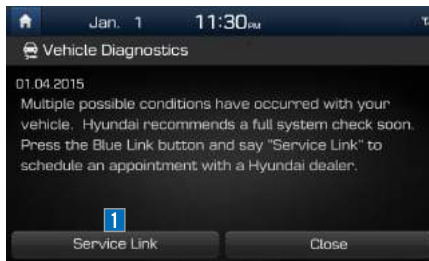 Jan. 1 11:30PM
Vehicle Diagnostics
01.04.2015
Multiple possible conditions have occurred with your
vehicle. Hyundai recommends a full system check soon.
Press the Blue Link button and say "Service Link" to
schedule an appointment with a Hyundai dealer.
1
Service Link Close